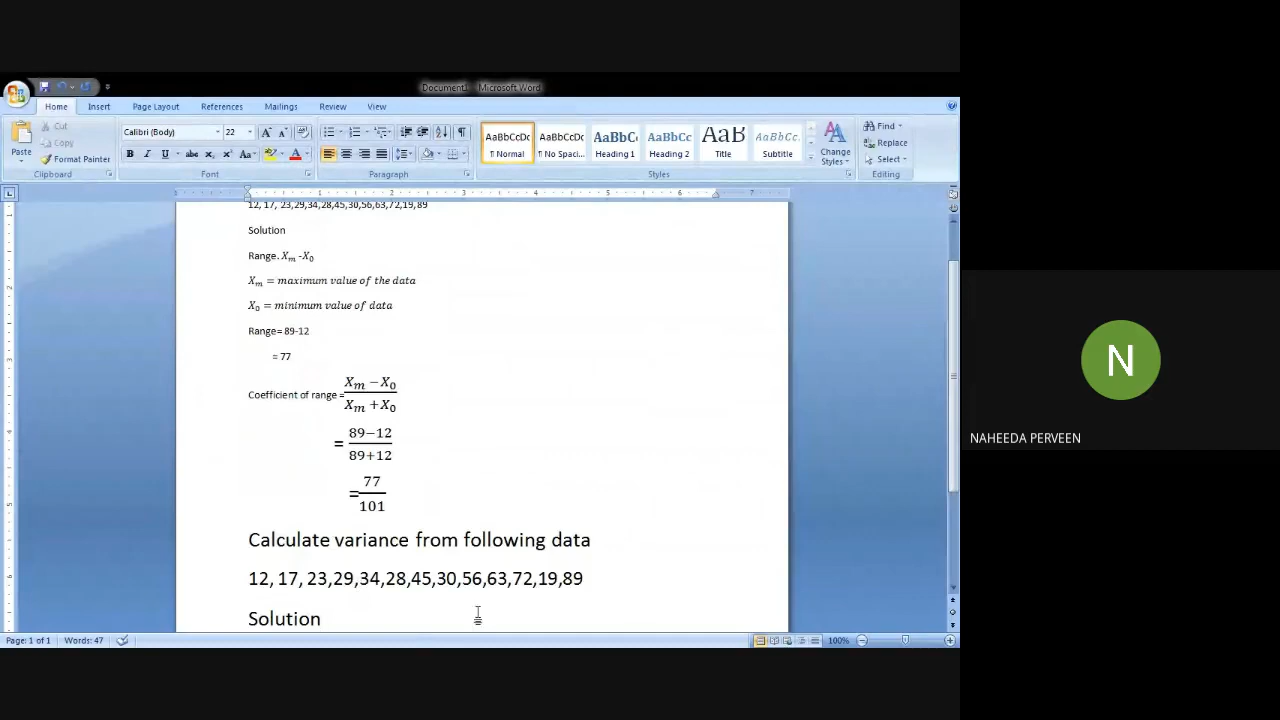 Document1 - Microsoft Word
Home Insert Page Layout References Mailings Review View
Cut
Copy
Format Painter
Paste
Clipboard
Calibri (Body) 22
Font
Paragraph
AaBbCcDc AaBbCcDc AaBbC AaBbCc AaB AaBbCc.
¶ Normal ¶ No Spaci... Heading 1 Heading 2 Title Subtitle
Change Styles
Styles
Find
Replace
Select
Editing
12, 17, 23,29,34,28,45,30,56,63,72,19,89
Solution
Range. Xₘ -X₀
Xₘ = maximum value of the data
X₀ = minimum value of data
Range= 89-12
= 77
Coefficient of range = Xₘ − X₀ / Xₘ + X₀
= 89−12 / 89+12
= 77 / 101
Calculate variance from following data
12, 17, 23,29,34,28,45,30,56,63,72,19,89
Solution
Page: 1 of 1 Words: 47 100%
N
NAHEEDA PERVEEN